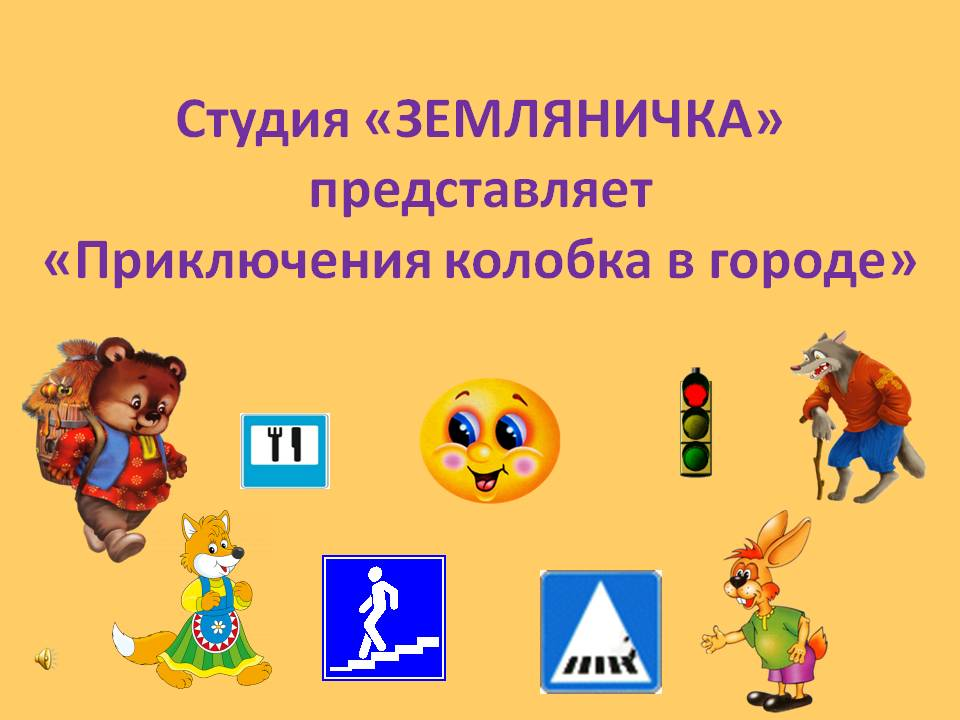 Студия «ЗЕМЛЯНИЧКА»
представляет
«Приключения колобка в городе»